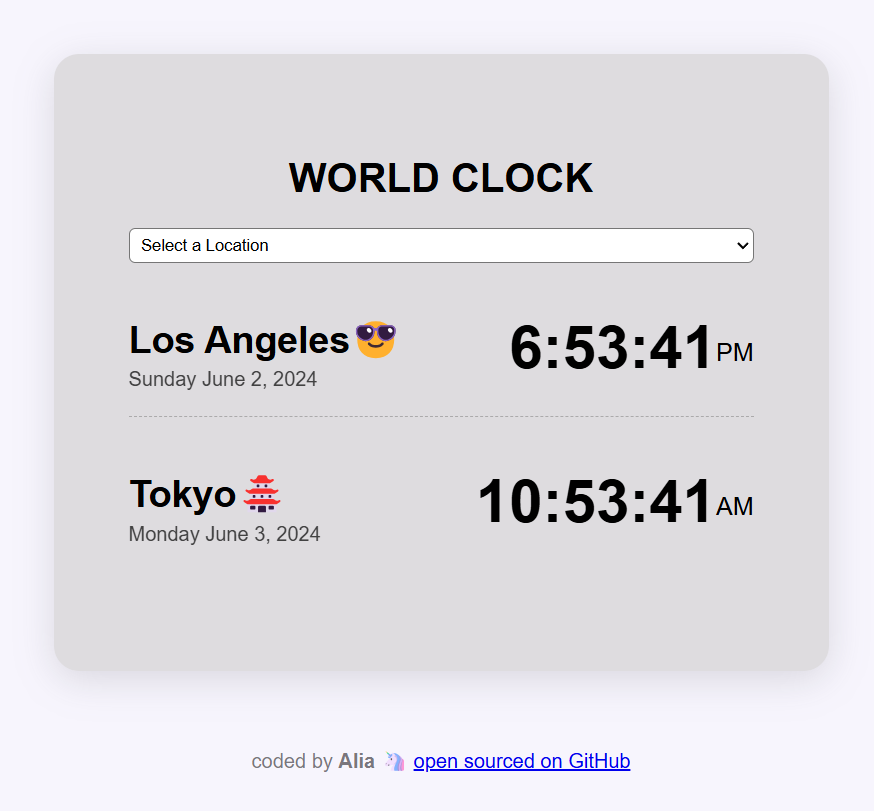 WORLD CLOCK
Select a Location
Los Angeles😎 6:53:41 PM
Sunday June 2, 2024
Tokyo🏯 10:53:41 AM
Monday June 3, 2024
coded by Alia 🦄 open sourced on GitHub